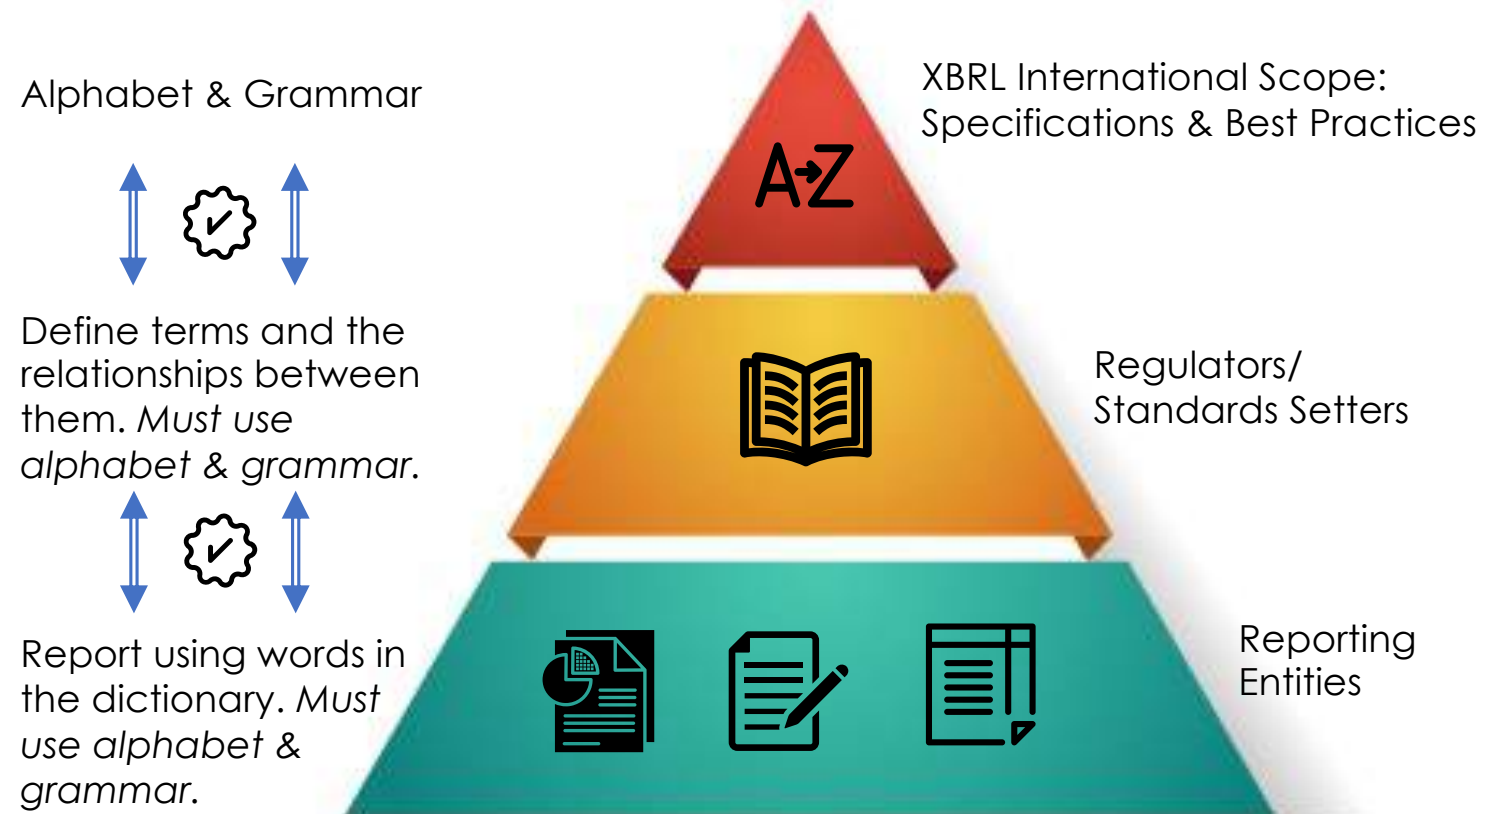 Alphabet & Grammar
XBRL International Scope:
Specifications & Best Practices
A Z
Define terms and the
relationships between
them. Must use
alphabet & grammar.
Regulators/
Standards Setters
Report using words in
the dictionary. Must
use alphabet &
grammar.
Reporting
Entities